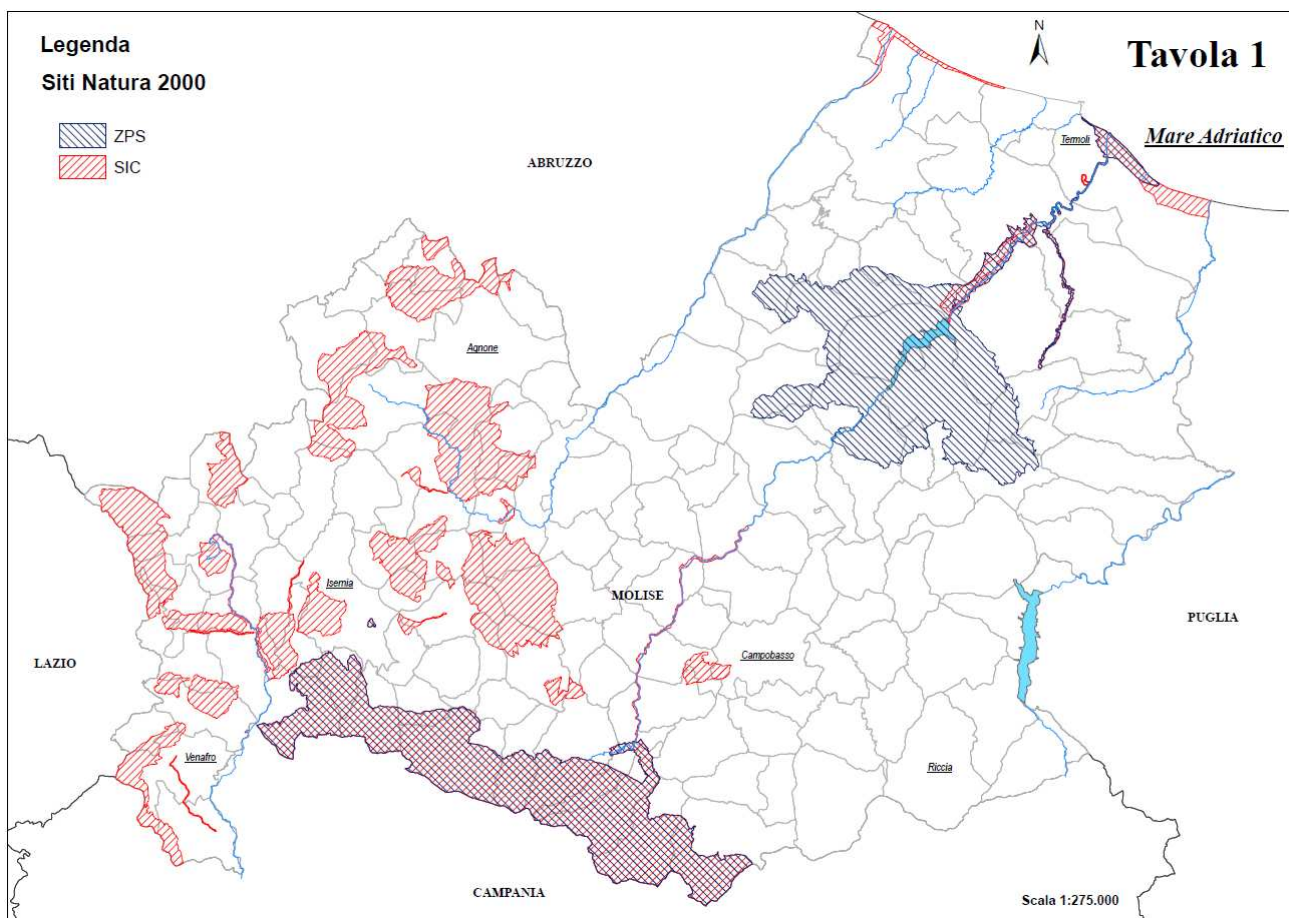 Legenda
Siti Natura 2000
ZPS
SIC
N
Tavola 1
Mare Adriatico
Termoli
ABRUZZO
Agnone
Isernia
MOLISE
PUGLIA
LAZIO
Campobasso
Venafro
Riccia
CAMPANIA
Scala 1:275.000